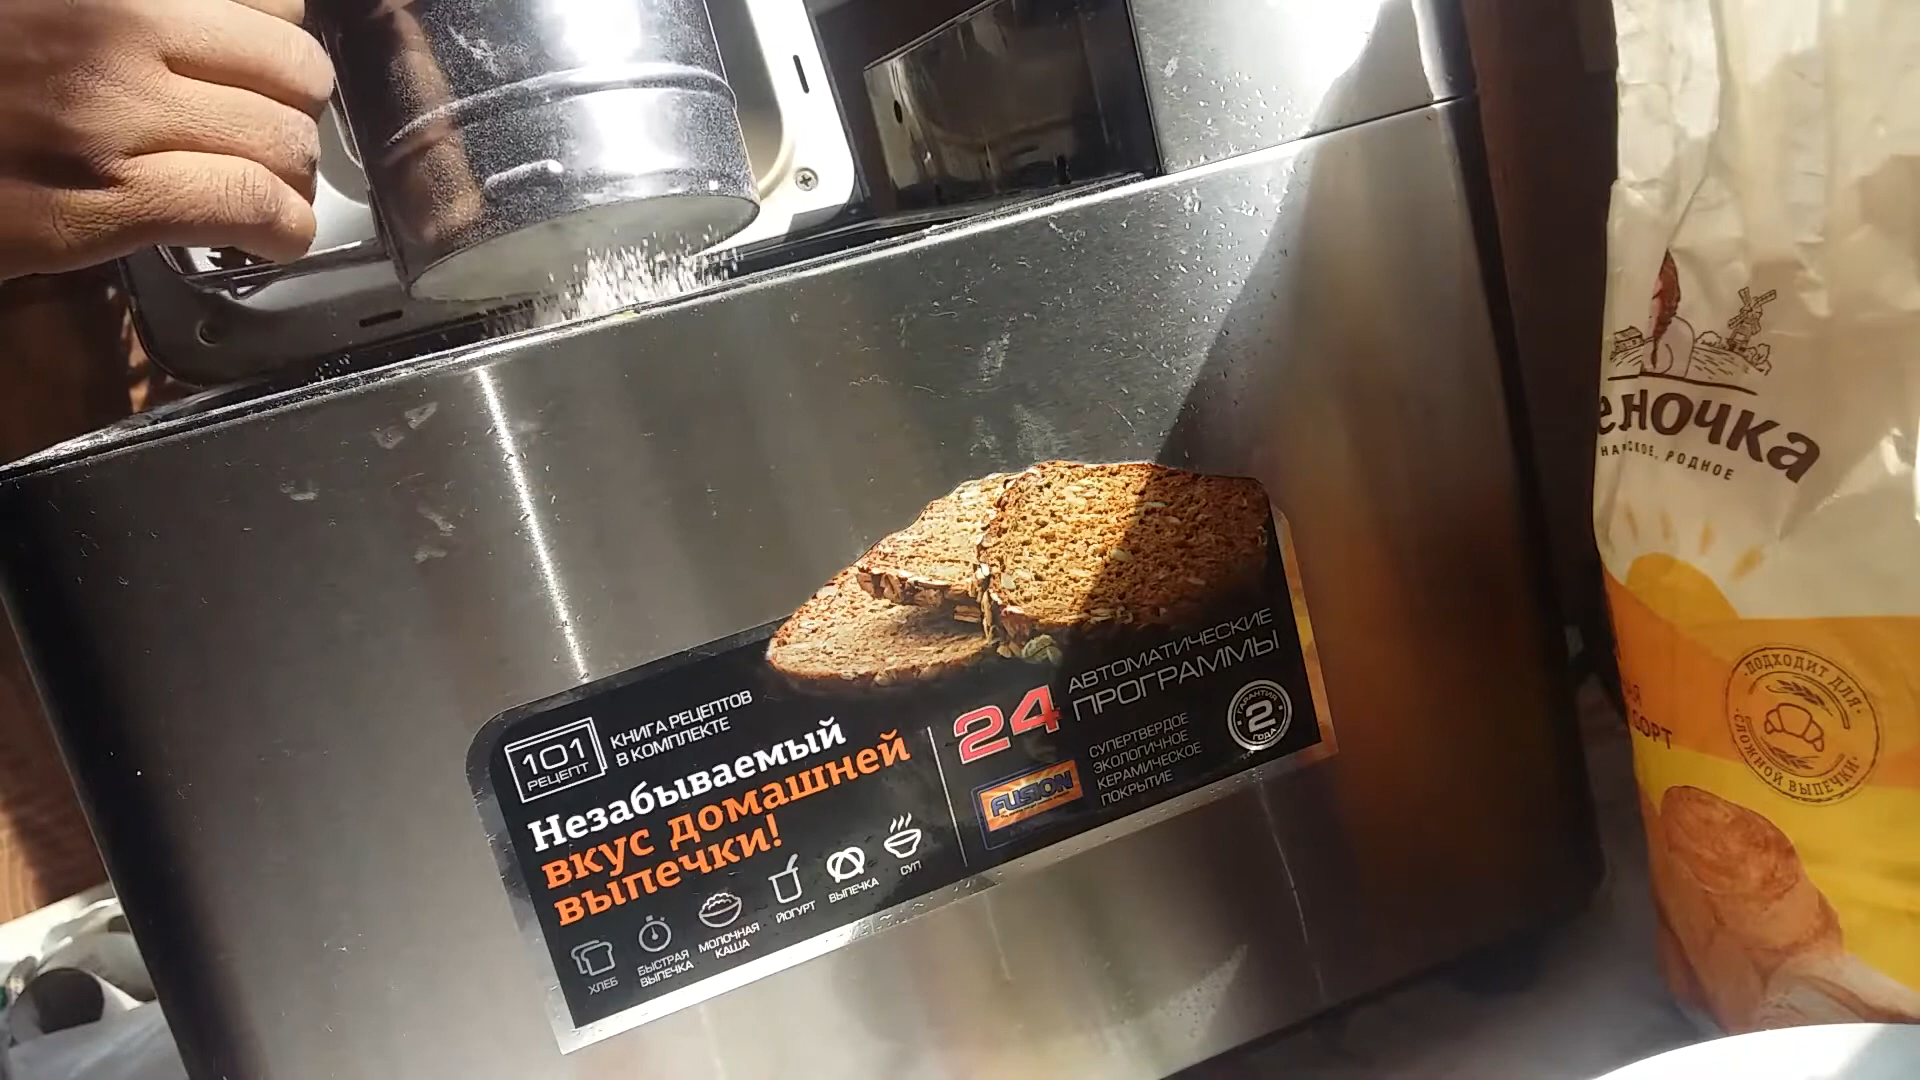 101
РЕЦЕПТ
КНИГА РЕЦЕПТОВ
В КОМПЛЕКТЕ
Незабываемый
вкус домашней
выпечки!
ХЛЕБ
БЫСТРАЯ
ВЫПЕЧКА
МОЛОЧНАЯ
КАША
ЙОГУРТ
ВЫПЕЧКА
СУП
24
АВТОМАТИЧЕСКИЕ
ПРОГРАММЫ
FUSION
СУПЕРТВЕРДОЕ
ЭКОЛОГИЧНОЕ
КЕРАМИЧЕСКОЕ
ПОКРЫТИЕ
ГАРАНТИЯ
2
ГОДА
еночка
РОДНОЕ
СОРТ
ПОДХОДИТ ДЛЯ
СЛОЖНОЙ ВЫПЕЧКИ